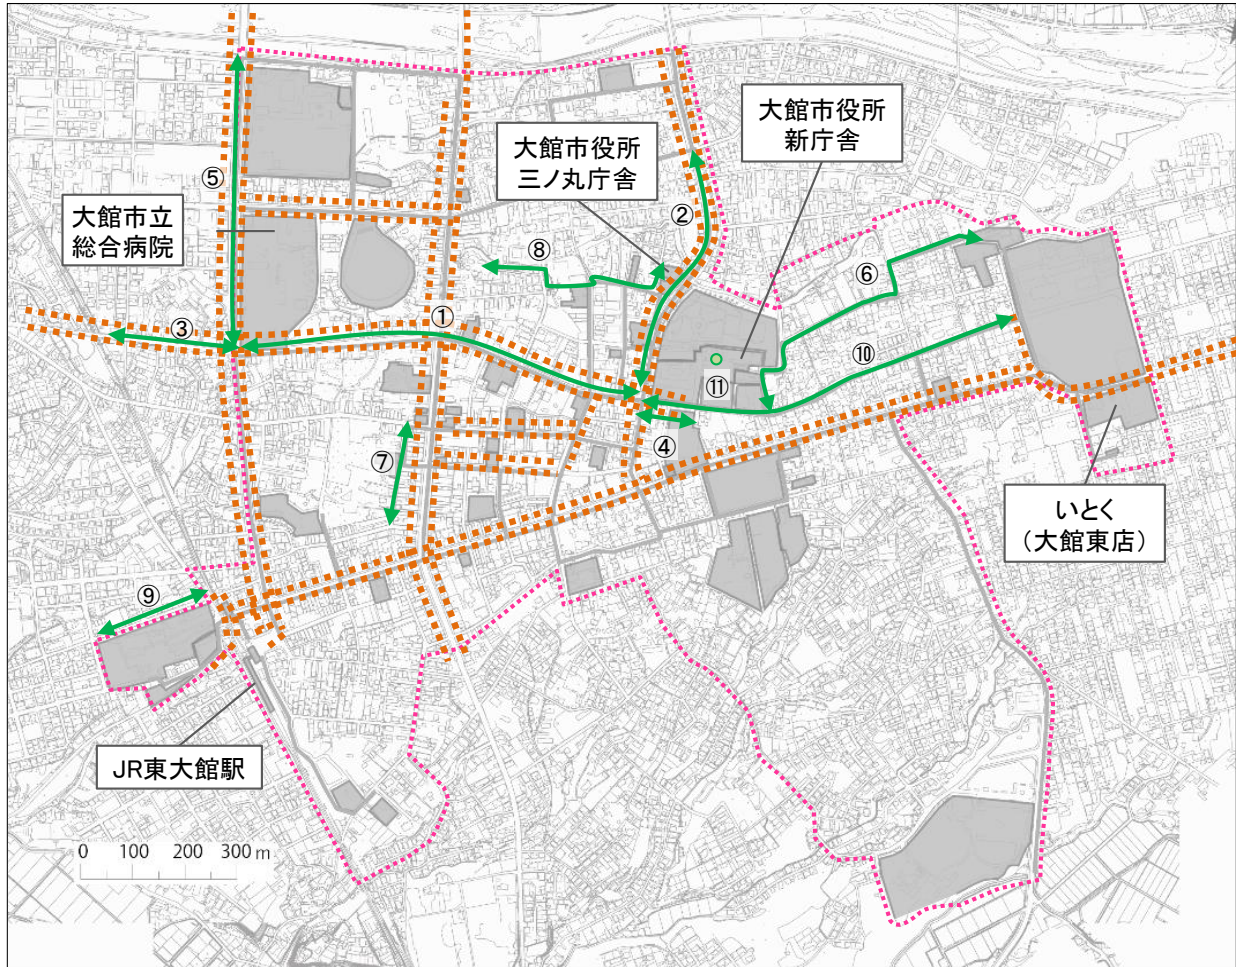 大館市役所
新庁舎
大館市役所
三ノ丸庁舎
⑤
大館市立
総合病院
②
⑧
⑥
③
①
⑩
⑪
④
⑦
いとく
（大館東店）
⑨
JR東大館駅
0 100 200 300 m